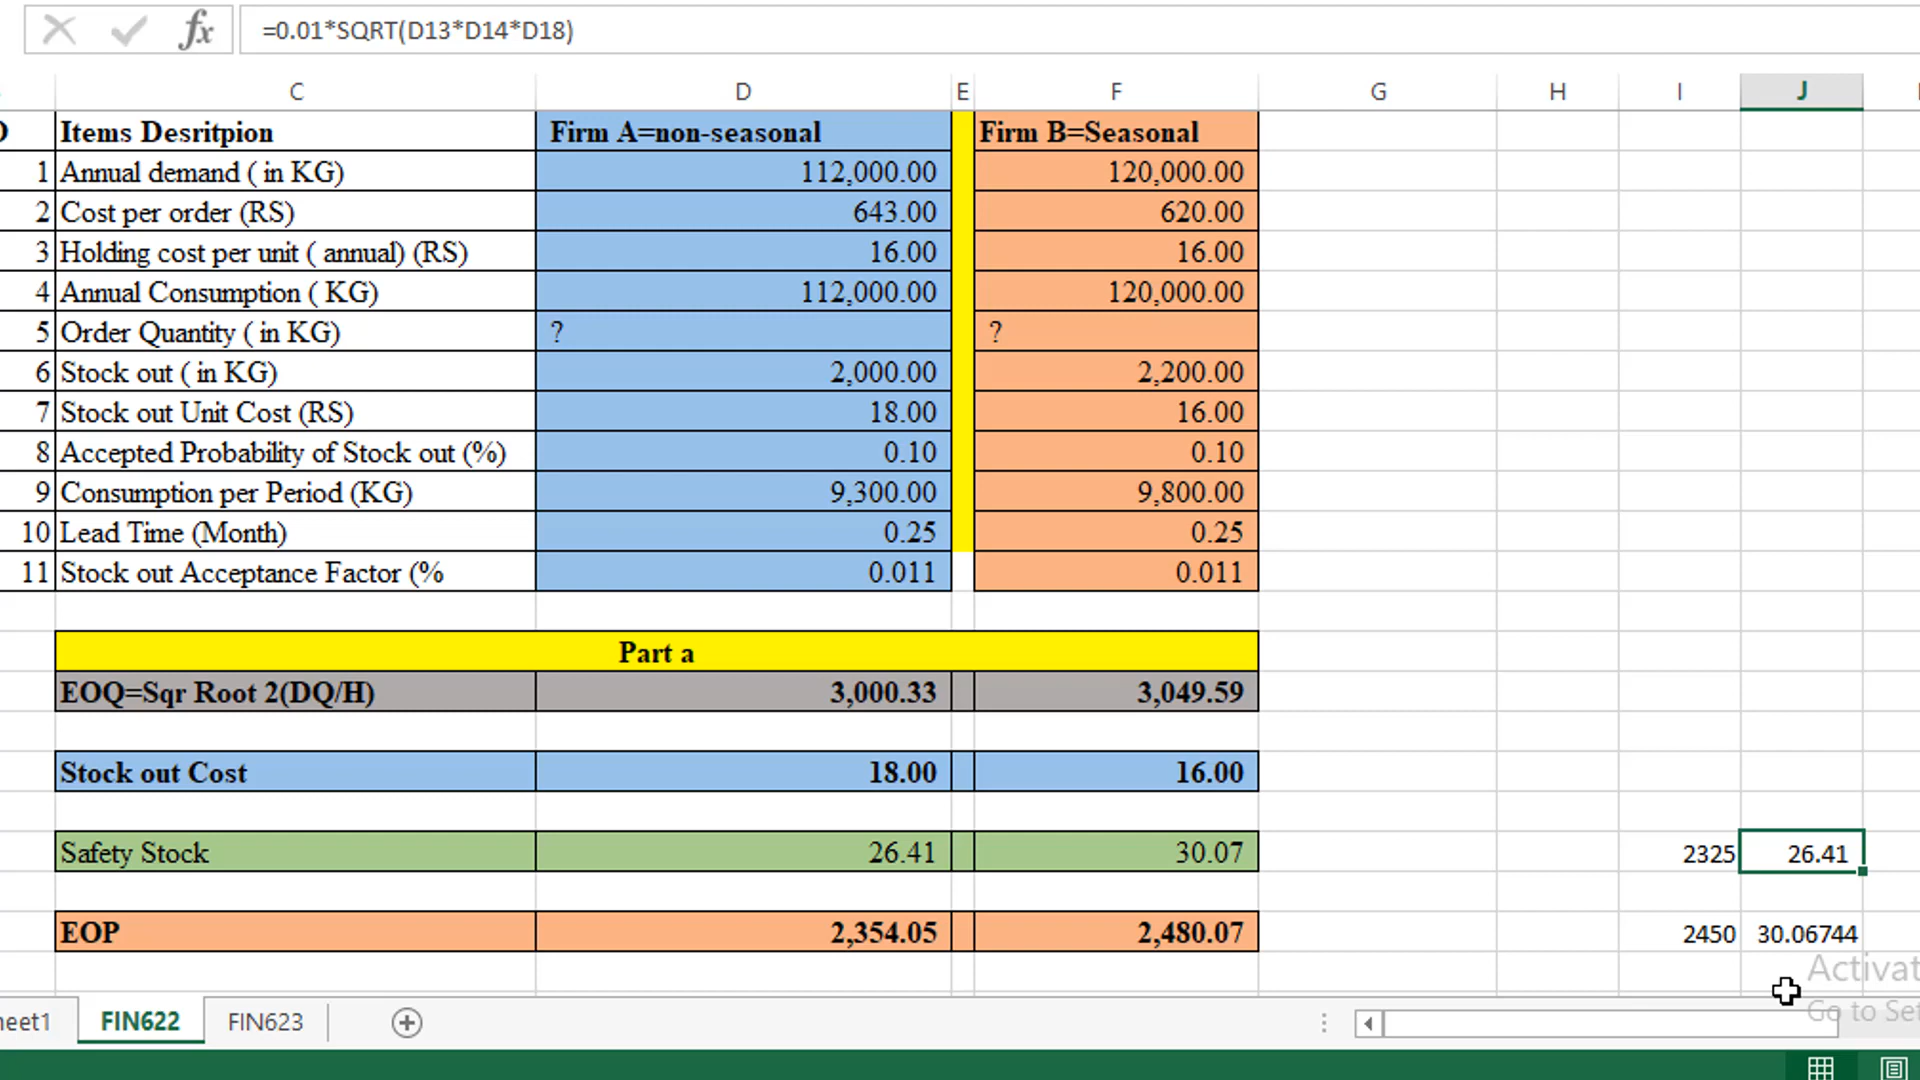 fx =0.01*SQRT(D13*D14*D18)
C D E F G H I J
Items Desritpion Firm A=non-seasonal Firm B=Seasonal
1 Annual demand ( in KG) 112,000.00 120,000.00
2 Cost per order (RS) 643.00 620.00
3 Holding cost per unit ( annual) (RS) 16.00 16.00
4 Annual Consumption ( KG) 112,000.00 120,000.00
5 Order Quantity ( in KG) ? ?
6 Stock out ( in KG) 2,000.00 2,200.00
7 Stock out Unit Cost (RS) 18.00 16.00
8 Accepted Probability of Stock out (%) 0.10 0.10
9 Consumption per Period (KG) 9,300.00 9,800.00
10 Lead Time (Month) 0.25 0.25
11 Stock out Acceptance Factor (% 0.011 0.011
Part a
EOQ=Sqr Root 2(DQ/H) 3,000.33 3,049.59
Stock out Cost 18.00 16.00
Safety Stock 26.41 30.07 2325 26.41
EOP 2,354.05 2,480.07 2450 30.06744
Activat
Go to Set
heet1 FIN622 FIN623